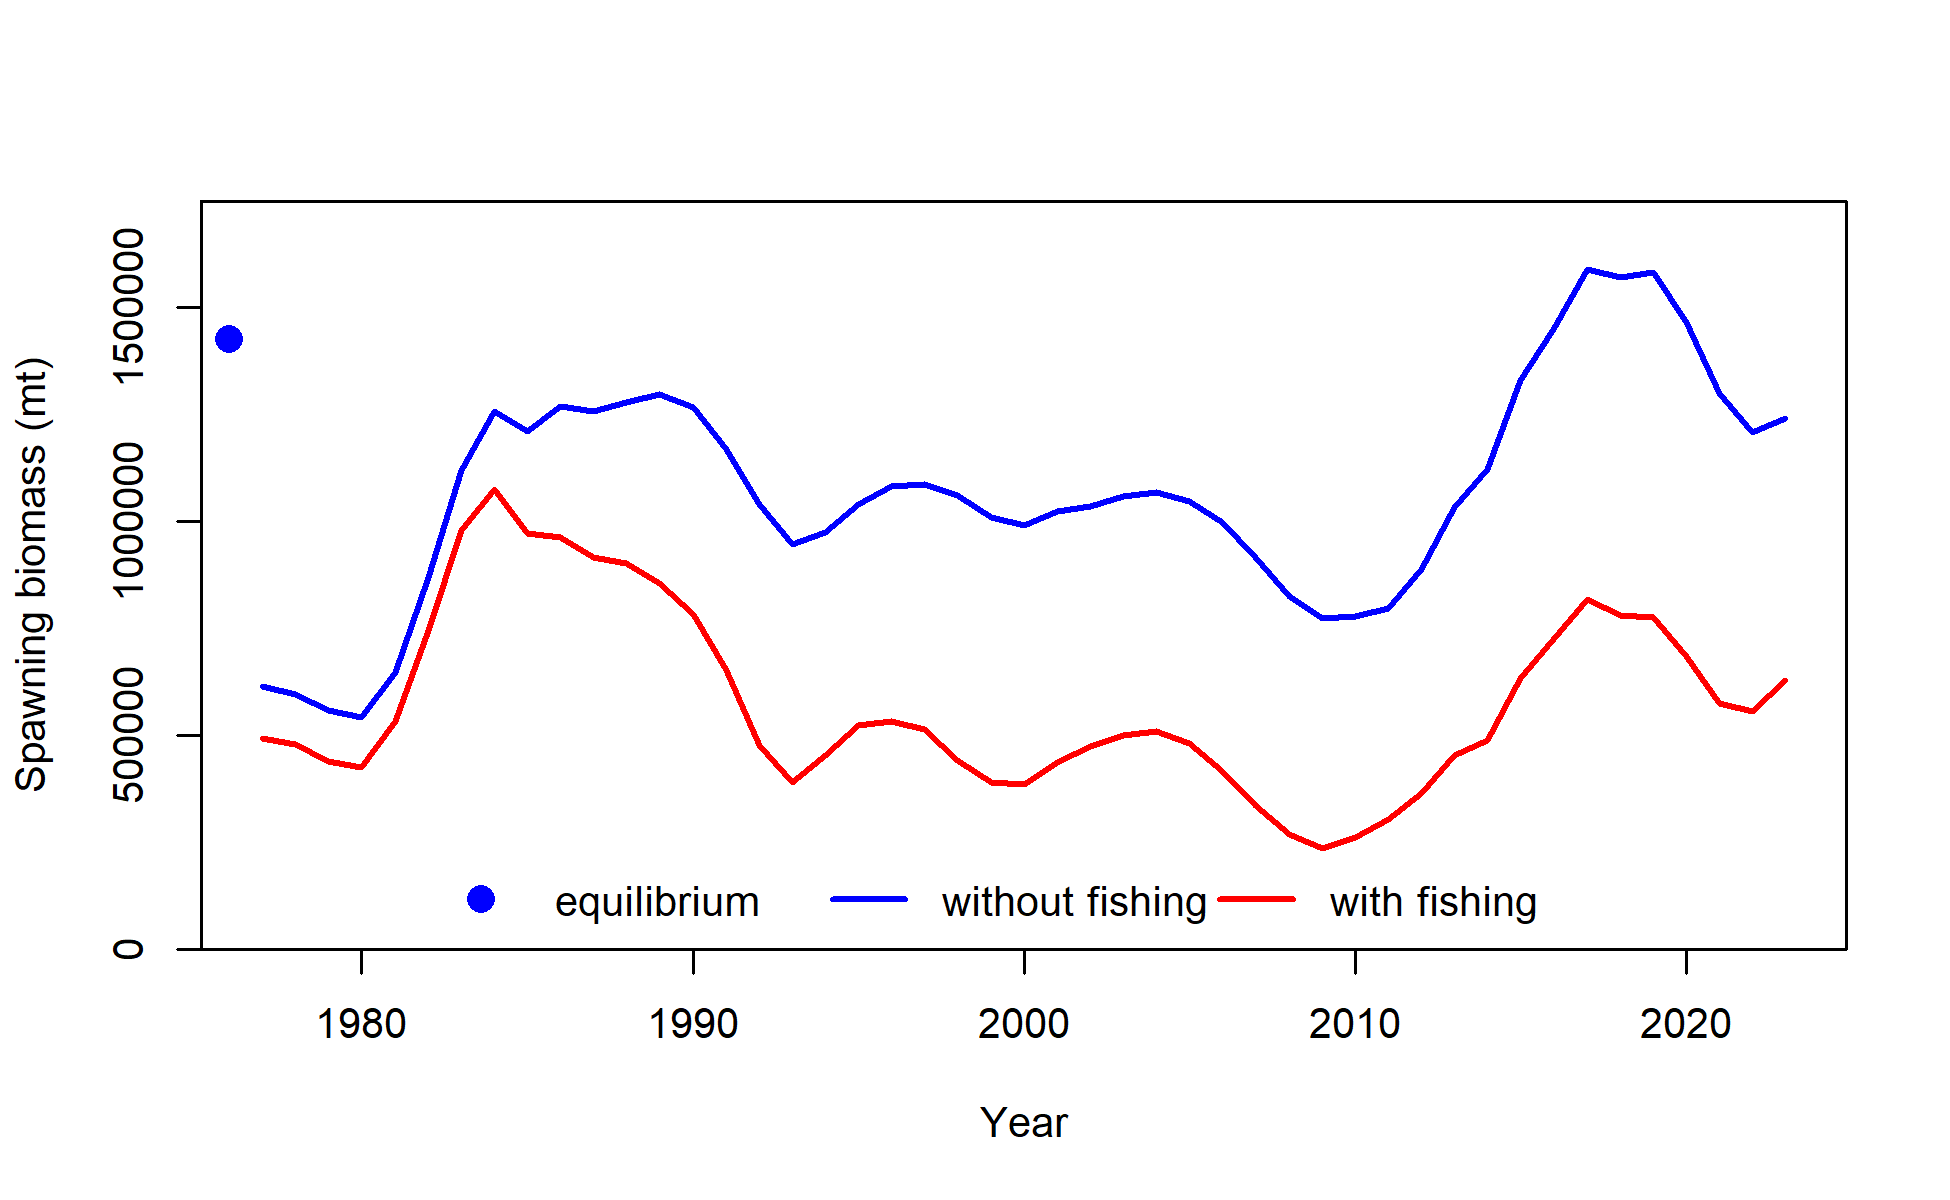 Spawning biomass (mt)
1500000
1000000
500000
0
equilibrium without fishing with fishing
1980 1990 2000 2010 2020
Year